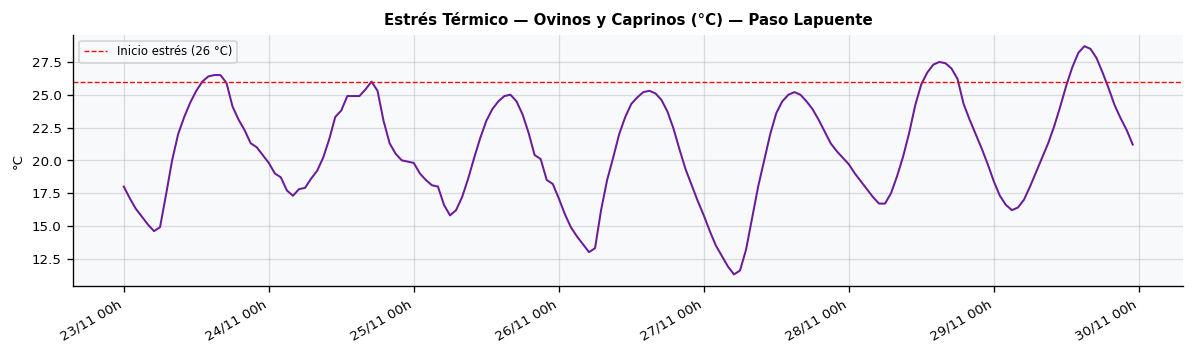 Estrés Térmico — Ovinos y Caprinos (°C) — Paso Lapuente
Inicio estrés (26 °C)
°C
27.5
25.0
22.5
20.0
17.5
15.0
12.5
23/11 00h
24/11 00h
25/11 00h
26/11 00h
27/11 00h
28/11 00h
29/11 00h
30/11 00h